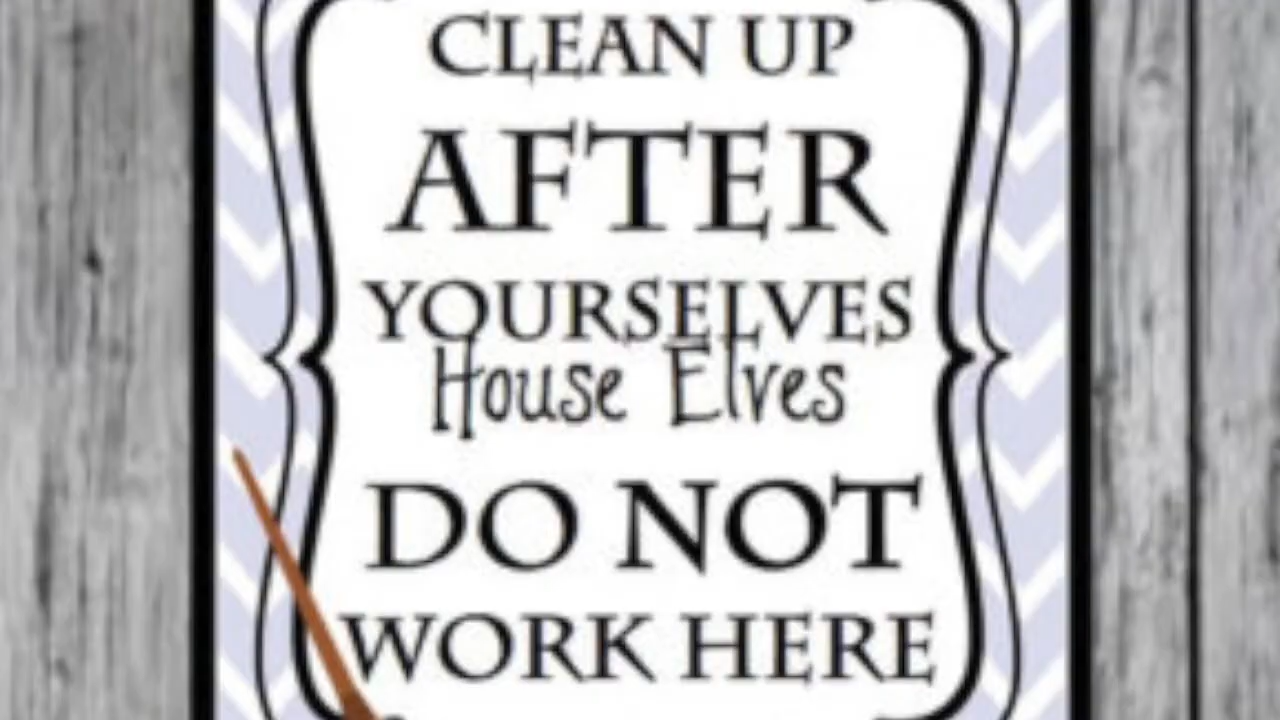 CLEAN UP
AFTER
YOURSELVES
House Elves
DO NOT
WORK HERE